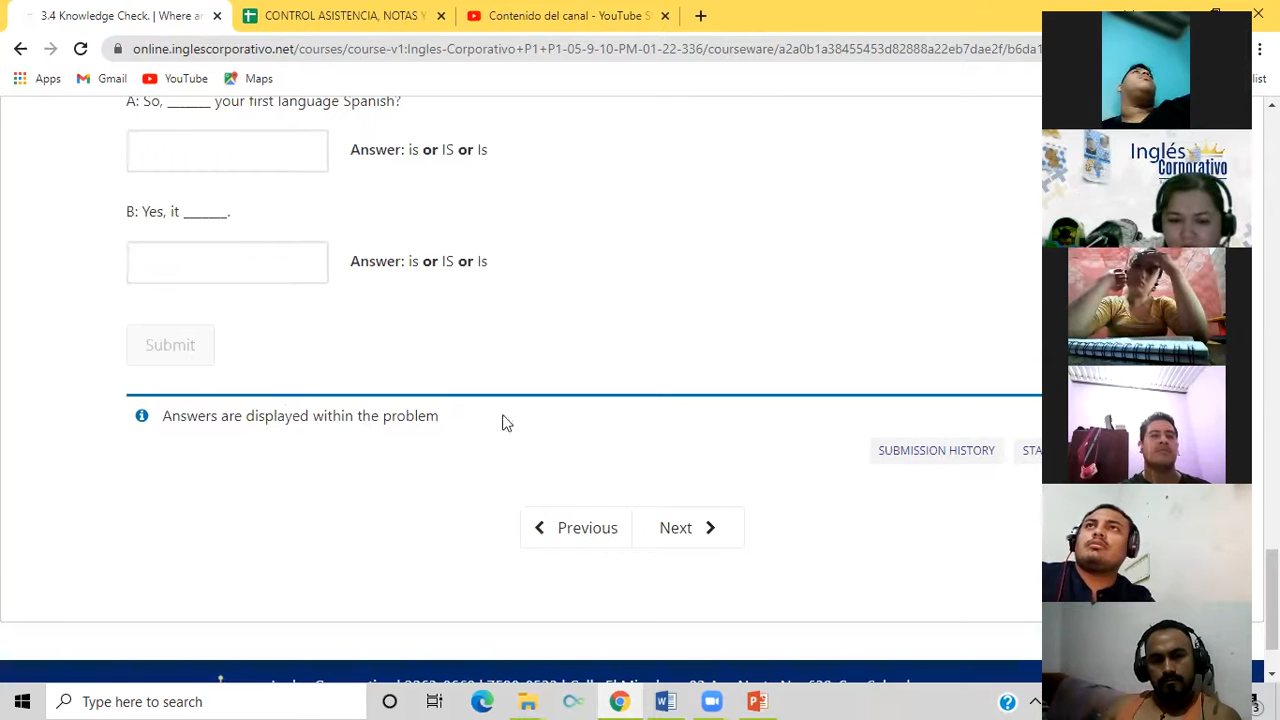 3.4 Knowledge Check. | Where ar
CONTROL ASISTENCIA, NOTAS Y
Contenido del canal - YouTube S
online.inglescorporativo.net/courses/course-v1:Ingles-Corporativo+P1+P1-05-9-10-PM-01-22-336/courseware/a2a0b1a38455453d82888a22eb7dae2f/b6da1
Apps
Gmail
YouTube
Maps
list
A: So, _______ your first language Spanish?
Answer: is or IS or Is
B: Yes, it _______.
Answer: is or IS or Is
Submit
Answers are displayed within the problem
SUBMISSION HISTORY
STA
Previous
Next
Type here to search
Inglés
Corporativo